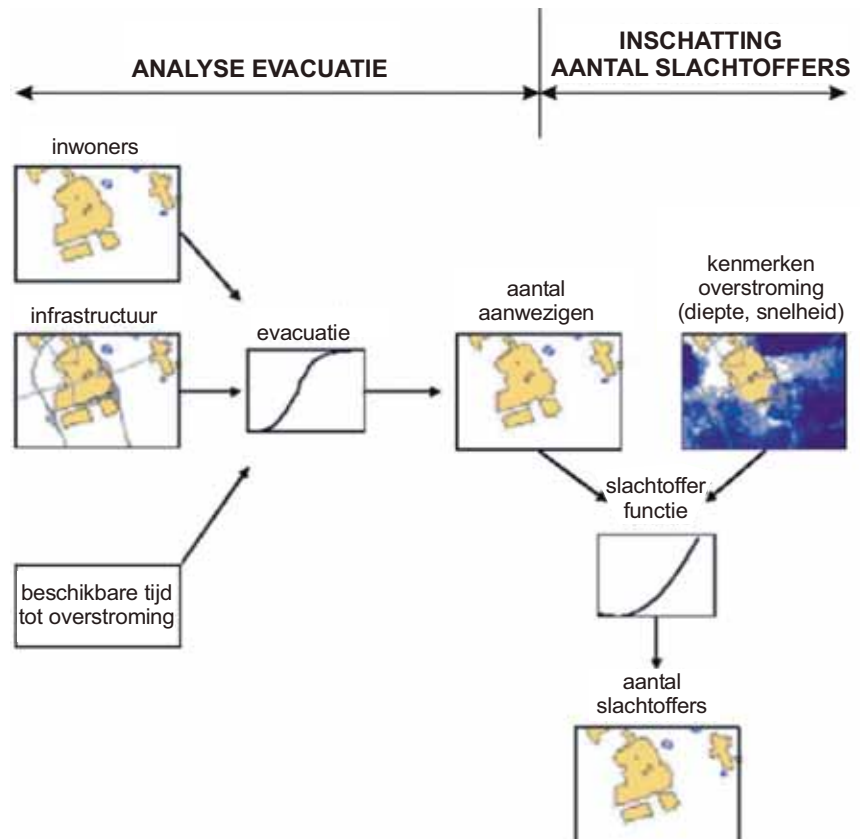 ANALYSE EVACUATIE
INSCHATTING
AANTAL SLACHTOFFERS
inwoners
infrastructuur
evacuatie
beschikbare tijd
tot overstroming
aantal
aanwezigen
kenmerken
overstroming
(diepte, snelheid)
slachtoffer
functie
aantal
slachtoffers